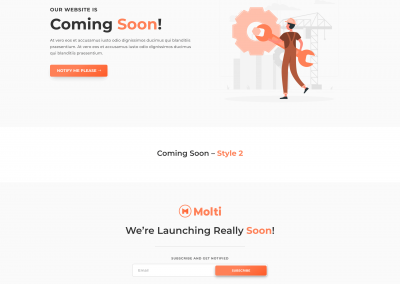 OUR WEBSITE IS
Coming Soon!
At vero eos et accusamus iusto odio dignissimos ducimus qui blanditiis
praesentium. At vero eos et accusamus iusto odio dignissimos ducimus
qui blanditiis praesentium.
NOTIFY ME PLEASE
Coming Soon – Style 2
Molti
We're Launching Really Soon!
SUBSCRIBE AND GET NOTIFIED
Email
SUBSCRIBE